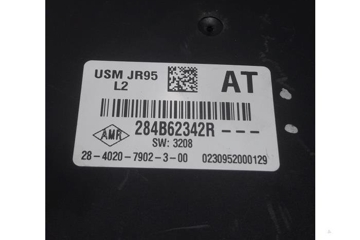 USM JR95 AT
L2
AMR 284B62342R---
SW: 3208
28-4020-7902-3-00 0230952000129